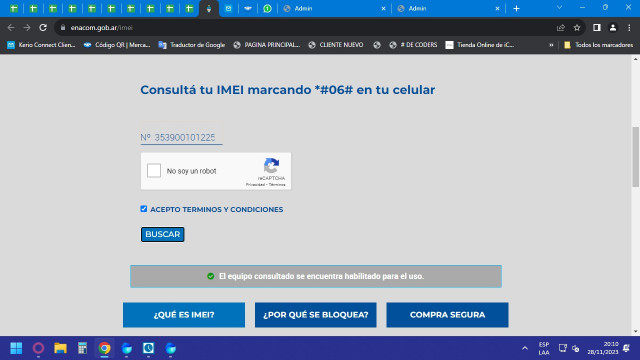 Admin
Admin
enacom.gob.ar/imei
Kerio Connect Clien...
Código QR | Merca...
Traductor de Google
PAGINA PRINCIPAL...
CLIENTE NUEVO
# DE CODERS
Tienda Online de iC...
Todos los marcadores
Consultá tu IMEI marcando *#06# en tu celular
Nº 353900101225
No soy un robot
reCAPTCHA
Privacidad - Términos
ACEPTO TERMINOS Y CONDICIONES
BUSCAR
El equipo consultado se encuentra habilitado para el uso.
¿QUÉ ES IMEI?
¿POR QUÉ SE BLOQUEA?
COMPRA SEGURA
ESP
LAA
20:10
28/11/2023